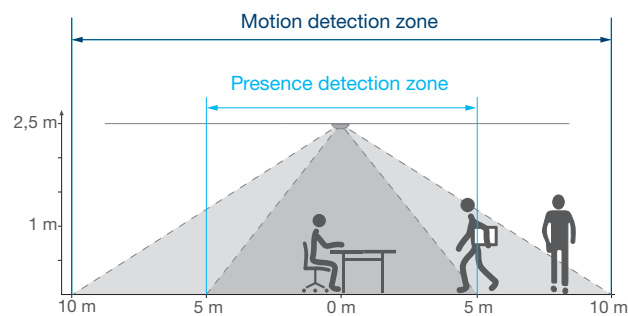 Motion detection zone
Presence detection zone
2,5 m
1 m
10 m 5 m 0 m 5 m 10 m